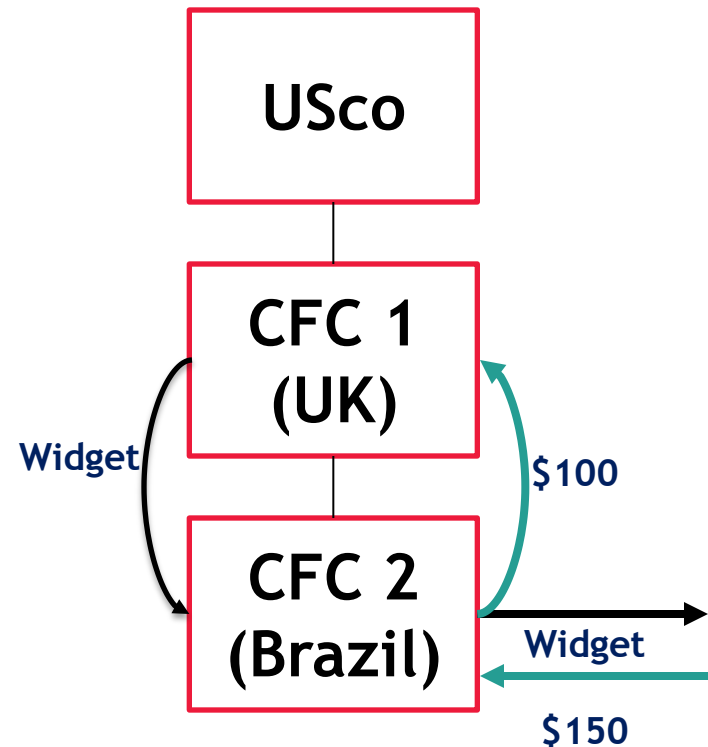 USco
CFC 1
(UK)
Widget
$100
CFC 2
(Brazil)
Widget
$150